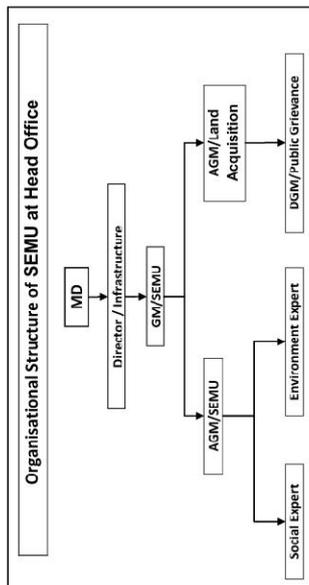 Organisational Structure of SEMU at Head Office
MD
Director / Infrastructure
GM/SEMU
AGM/SEMU
AGM/Land
Acquisition
Social Expert
Environment Expert
DGM/Public Grievance